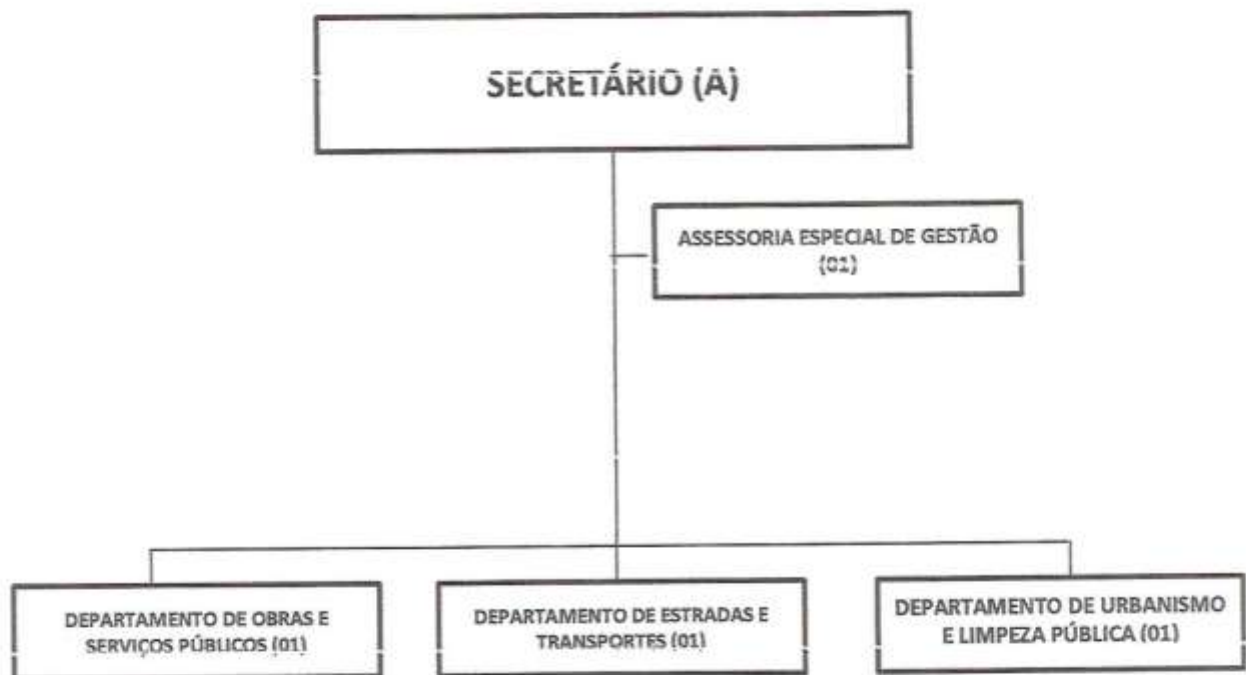 SECRETÁRIO (A)
ASSESSORIA ESPECIAL DE GESTÃO
(01)
DEPARTAMENTO DE OBRAS E
SERVIÇOS PÚBLICOS (01)
DEPARTAMENTO DE ESTRADAS E
TRANSPORTES (01)
DEPARTAMENTO DE URBANISMO
E LIMPEZA PÚBLICA (01)